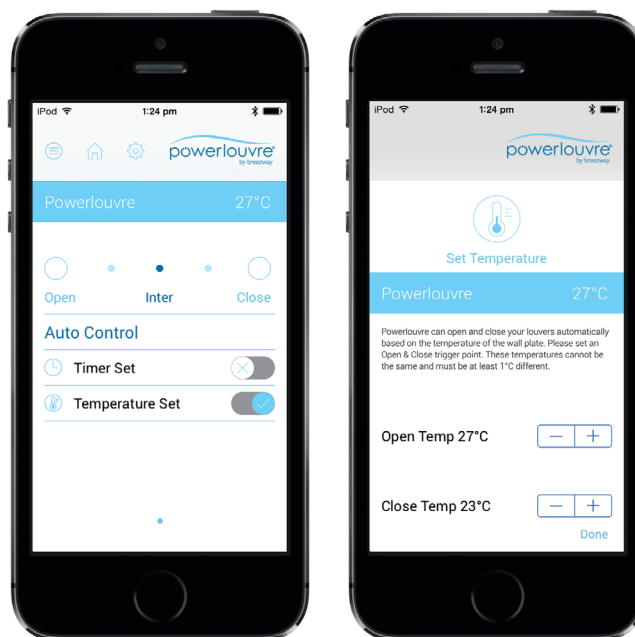 iPod 1:24 pm
powerlouvre
by breezway
Powerlouvre 27°C
Open Inter Close
Auto Control
Timer Set
Temperature Set
iPod 1:24 pm
powerlouvre
by breezway
Set Temperature
Powerlouvre 27°C
Powerlouvre can open and close your louvers automatically
based on the temperature of the wall plate. Please set an
Open & Close trigger point. These temperatures cannot be
the same and must be at least 1°C different.
Open Temp 27°C − +
Close Temp 23°C − +
Done